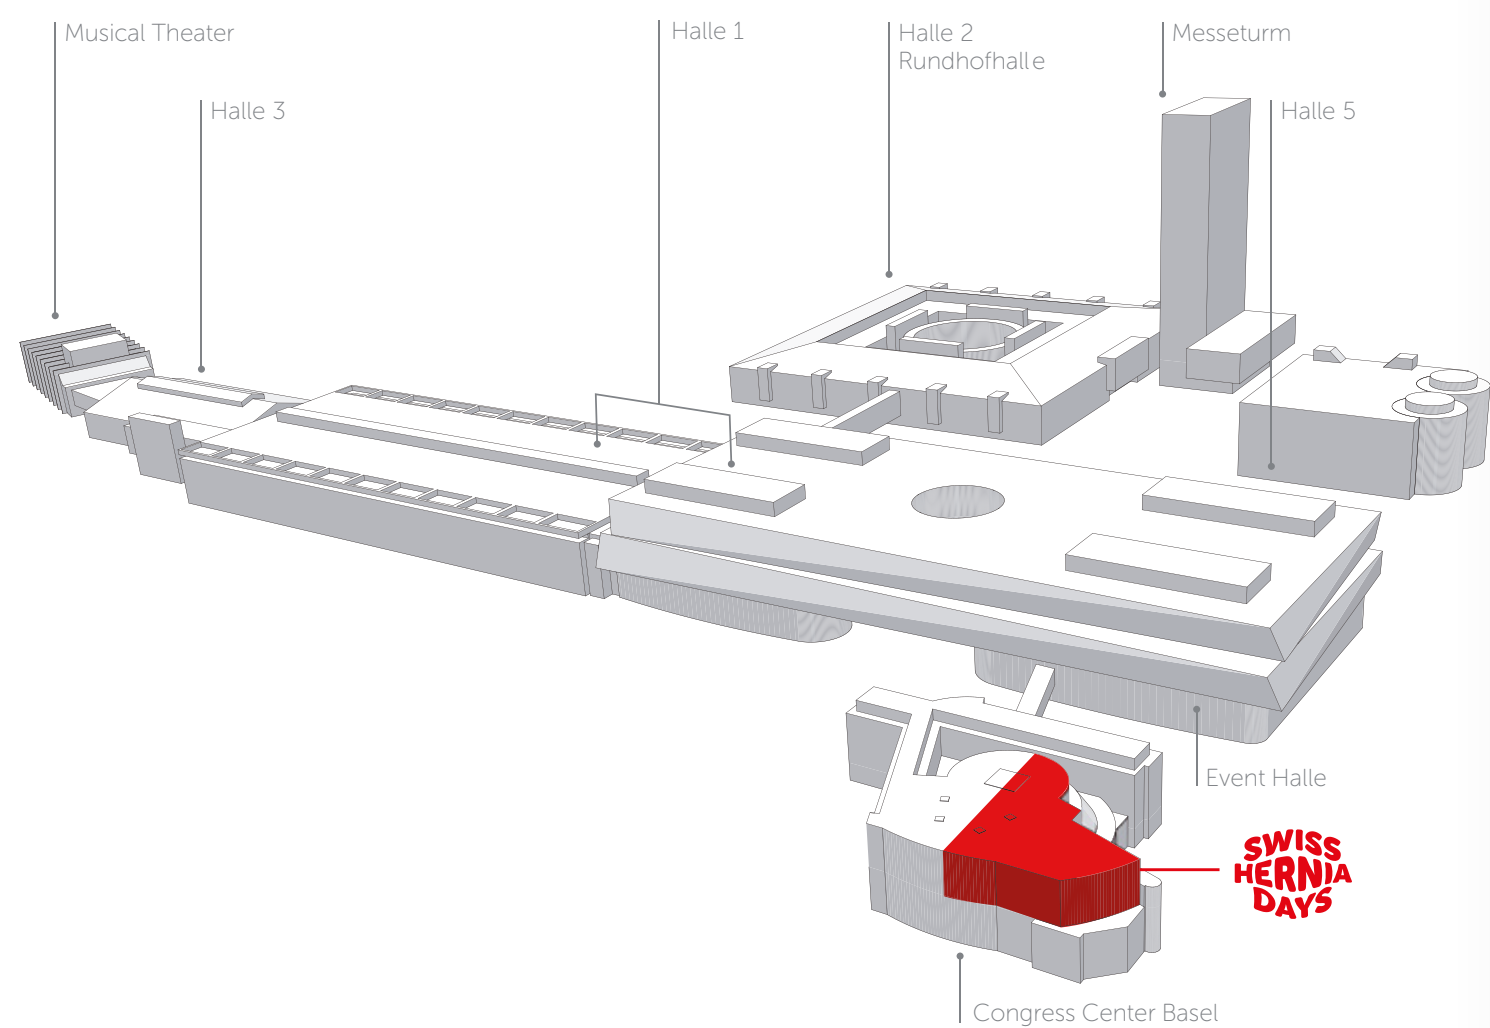 Musical Theater
Halle 1
Halle 2
Rundhofhalle
Messeturm
Halle 3
Halle 5
Event Halle
SWISS
HERNIA
DAYS
Congress Center Basel